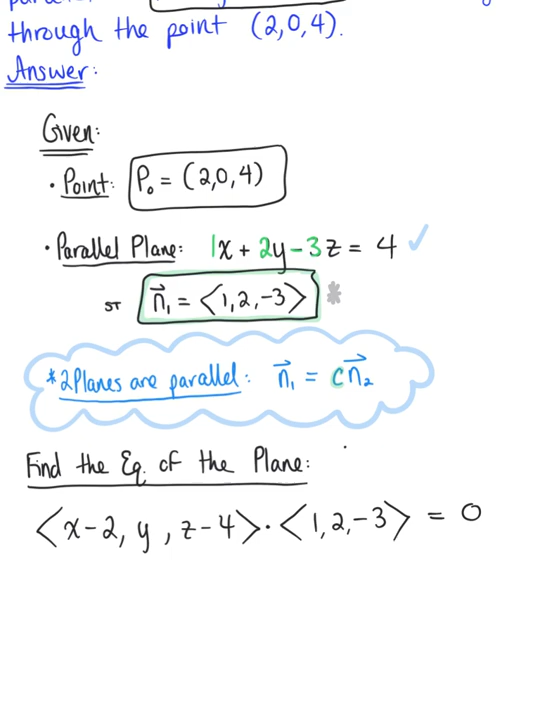 through the point (2,0,4).
Answer:
Given:
• Point: P₀ = (2,0,4)
• Parallel Plane: 1x + 2y - 3z = 4 ✓
ST n⃗₁ = ⟨1, 2, -3⟩ *
*2 Planes are parallel: n⃗₁ = cn⃗₂
Find the Eq. of the Plane:
⟨x-2, y, z-4⟩ · ⟨1, 2, -3⟩ = 0